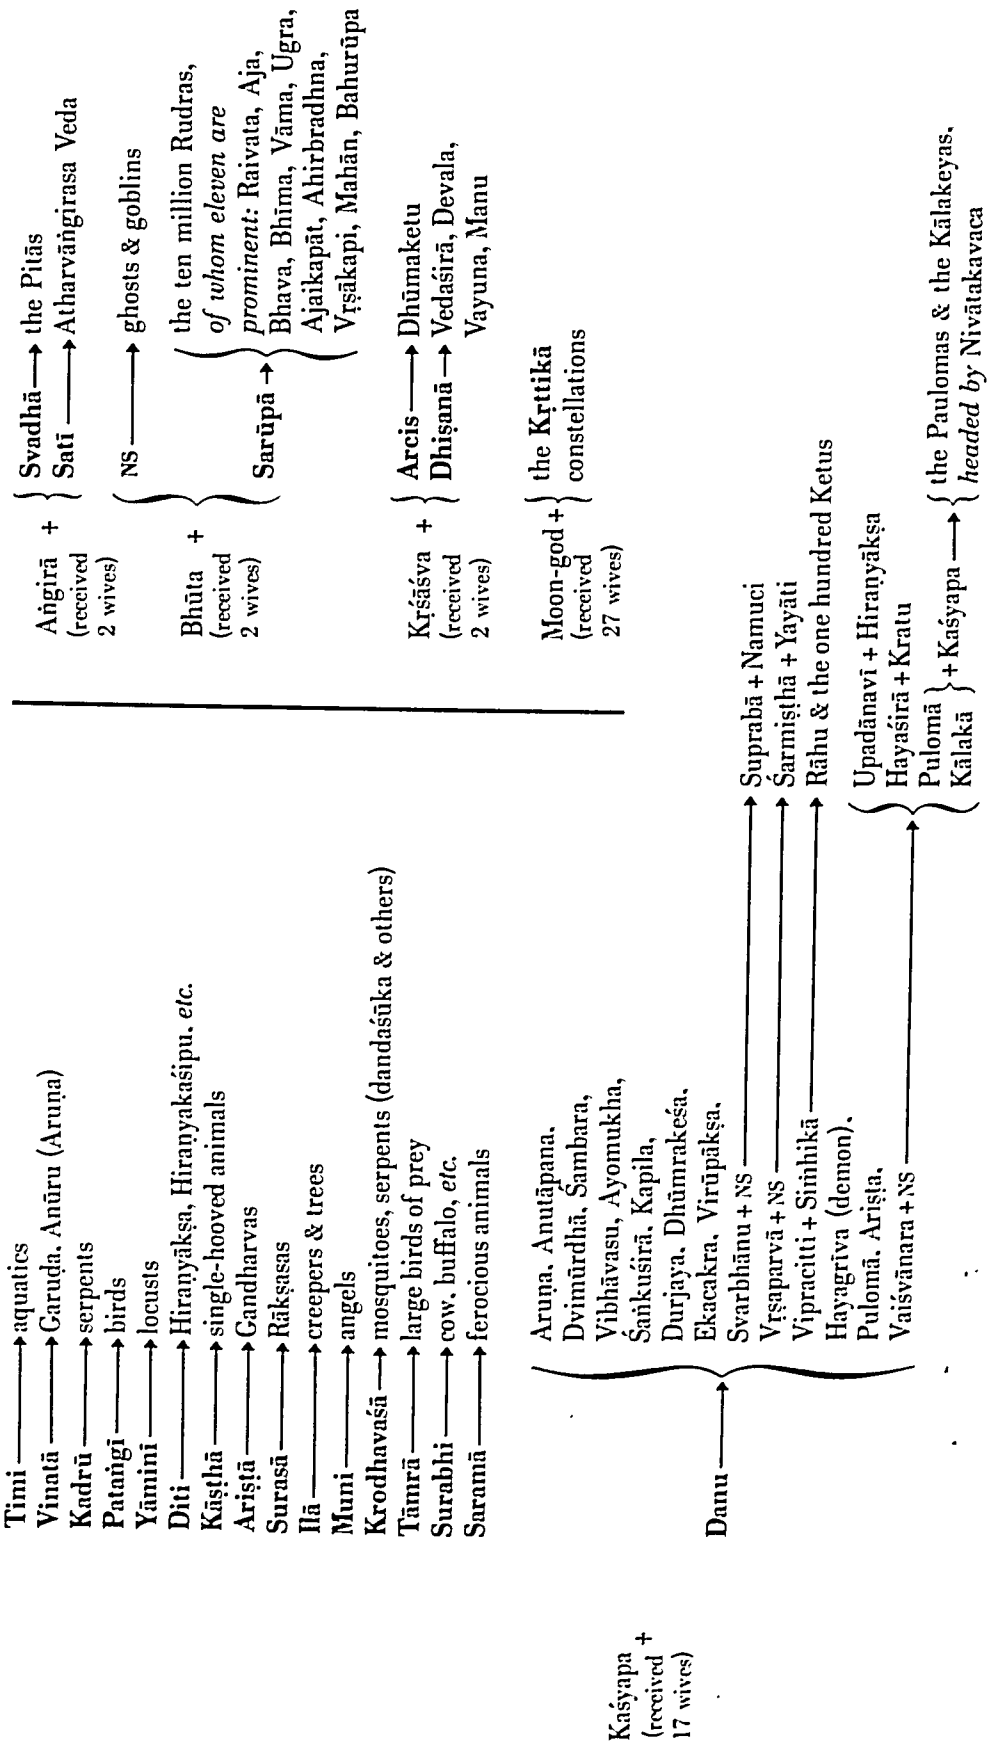 Timi → aquatics
Vinatā → Garuḍa, Anūru (Aruṇa)
Kadrū → serpents
Pataṅgī → birds
Yāminī → locusts
Diti → Hiraṇyākṣa, Hiraṇyakaśipu, etc.
Kāṣṭhā → single-hooved animals
Ariṣṭā → Gandharvas
Surasā → Rākṣasas
Ilā → creepers & trees
Muni → angels
Krodhavaśā → mosquitoes, serpents (dandaśūka & others)
Tāmrā → large birds of prey
Surabhi → cow, buffalo, etc.
Saramā → ferocious animals
Kaśyapa +
(received
17 wives)
Danu →
Aruṇa, Anutāpana,
Dvimūrdhā, Śambara,
Vibhāvasu, Ayomukha,
Śaṅkuśirā, Kapila,
Durjaya, Dhūmrakeśa,
Ekacakra, Virūpākṣa,
Svarbhānu + NS → Suprabā + Namuci
Vṛṣaparvā + NS → Śarmiṣṭhā + Yayāti
Vipracitti + Siṁhikā → Rāhu & the one hundred Ketus
Hayagrīva (demon),
Pulomā, Ariṣṭa,
Vaiśvānara + NS →
Upadānavī + Hiraṇyākṣa
Hayaśirā + Kratu
Pulomā
Kālakā
+ Kaśyapa →
the Paulomas & the Kālakeyas,
headed by Nivātakavaca
Aṅgirā +
(received
2 wives)
Svadhā → the Pitās
Satī → Atharvāṅgirasa Veda
Bhūta +
(received
2 wives)
NS → ghosts & goblins
Sarūpā →
the ten million Rudras,
of whom eleven are
prominent: Raivata, Aja,
Bhava, Bhīma, Vāma, Ugra,
Ajaikapāt, Ahirbradhna,
Vṛṣākapi, Mahān, Bahurūpa
Kṛśāśva +
(received
2 wives)
Arcis → Dhūmaketu
Dhiṣaṇā → Vedaśirā, Devala,
Vayuna, Manu
Moon-god +
(received
27 wives)
the Kṛttikā
constellations